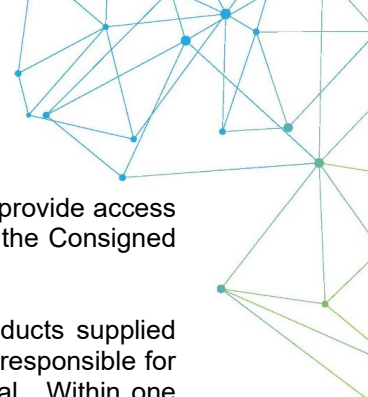 provide access
the Consigned
ducts supplied
responsible for
al. Within one